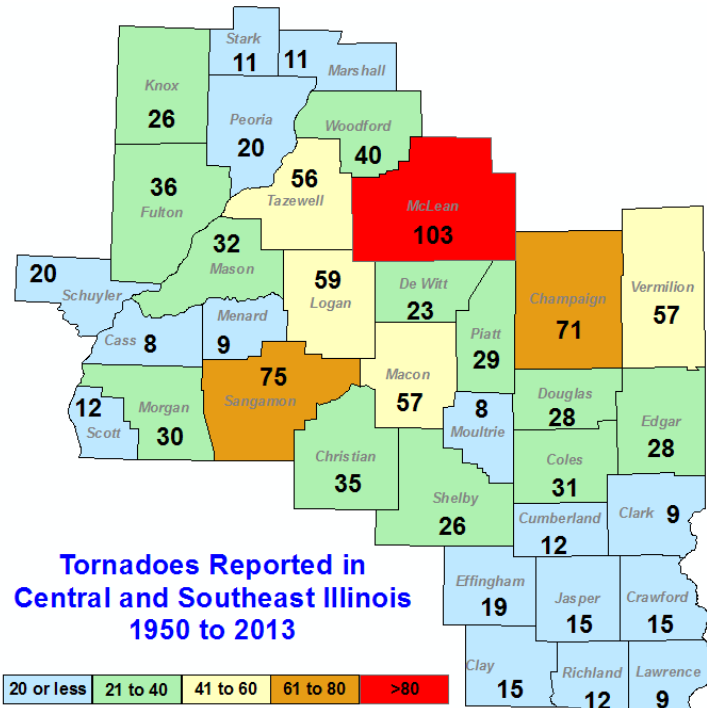 Stark
11
11
Marshall
Knox
26
Peoria
20
Woodford
40
36
Fulton
56
Tazewell
McLean
103
32
Mason
20
Schuyler
59
Logan
De Witt
23
Champaign
71
Vermilion
57
Cass 8
Menard
9
Piatt
29
75
Sangamon
Macon
57
12
Scott
Morgan
30
8
Moultrie
Douglas
28
Edgar
28
Christian
35
Coles
31
Shelby
26
Cumberland
12
Clark 9
Tornadoes Reported in
Central and Southeast Illinois
1950 to 2013
Effingham
19
Jasper
15
Crawford
15
Clay
15
Richland
12
Lawrence
9
20 or less
21 to 40
41 to 60
61 to 80
>80